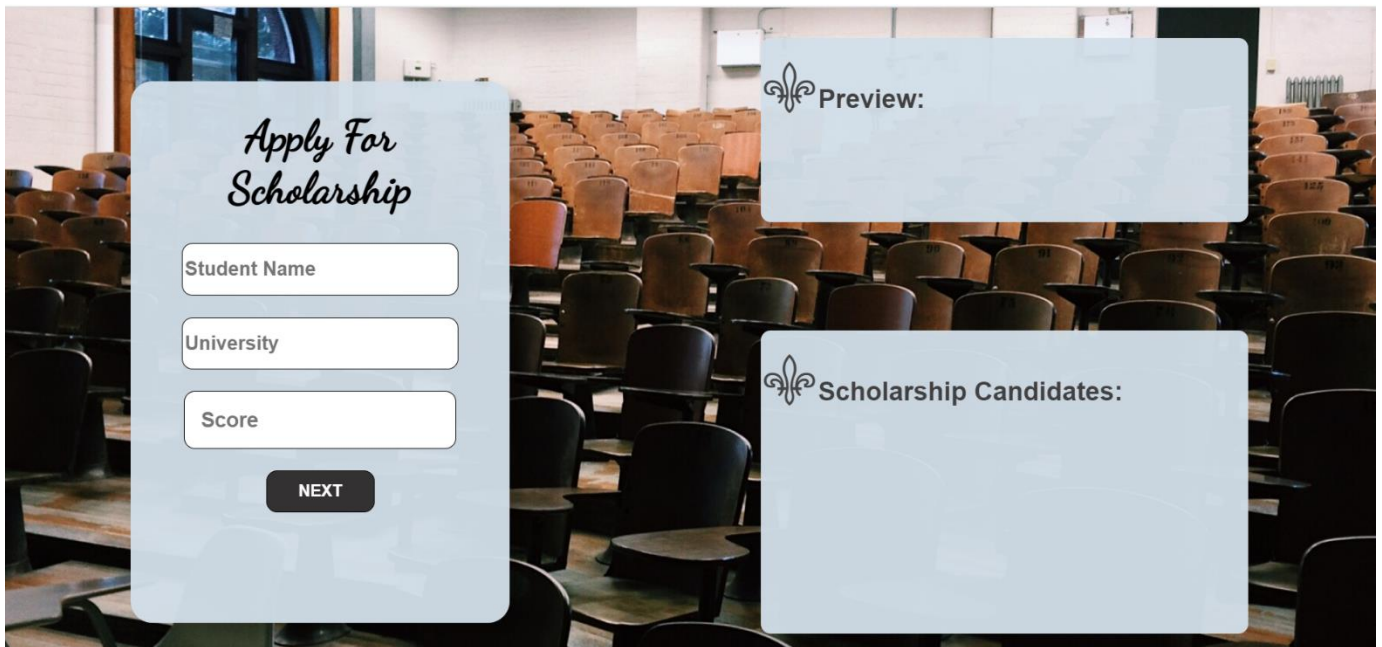 Apply For
Scholarship
Student Name
University
Score
NEXT
Preview:
Scholarship Candidates: